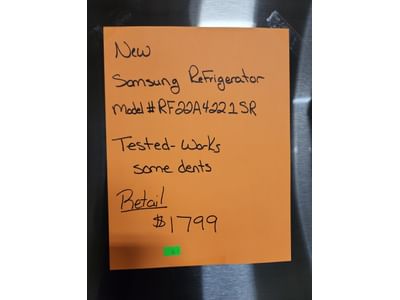 New
Samsung Refrigerator
Model # RF22A4221SR
Tested - Works
some dents
Retail
$1799